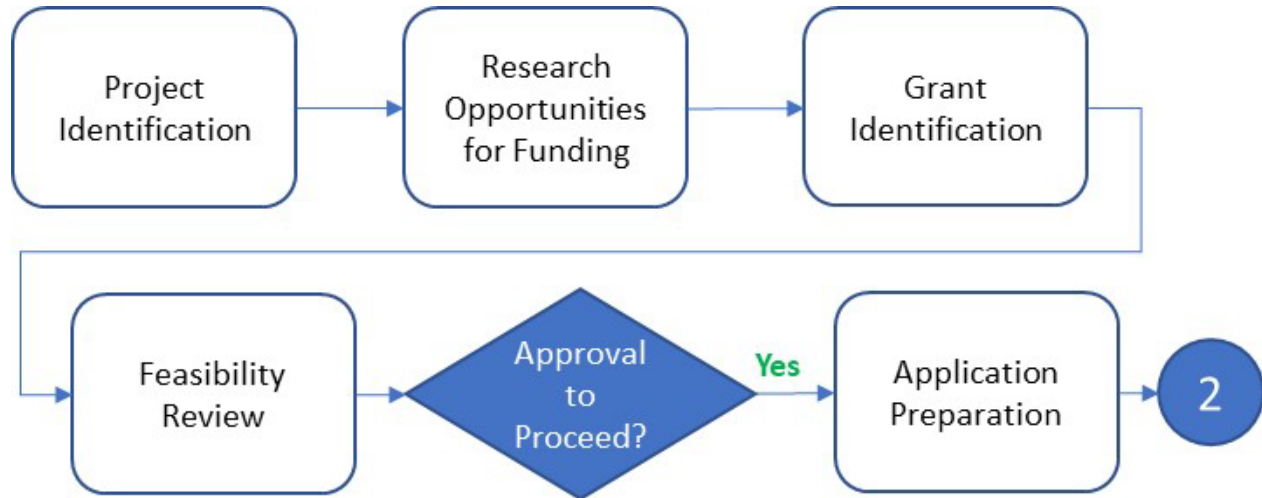 Project
Identification
Research
Opportunities
for Funding
Grant
Identification
Feasibility
Review
Approval
to
Proceed?
Yes
Application
Preparation
2